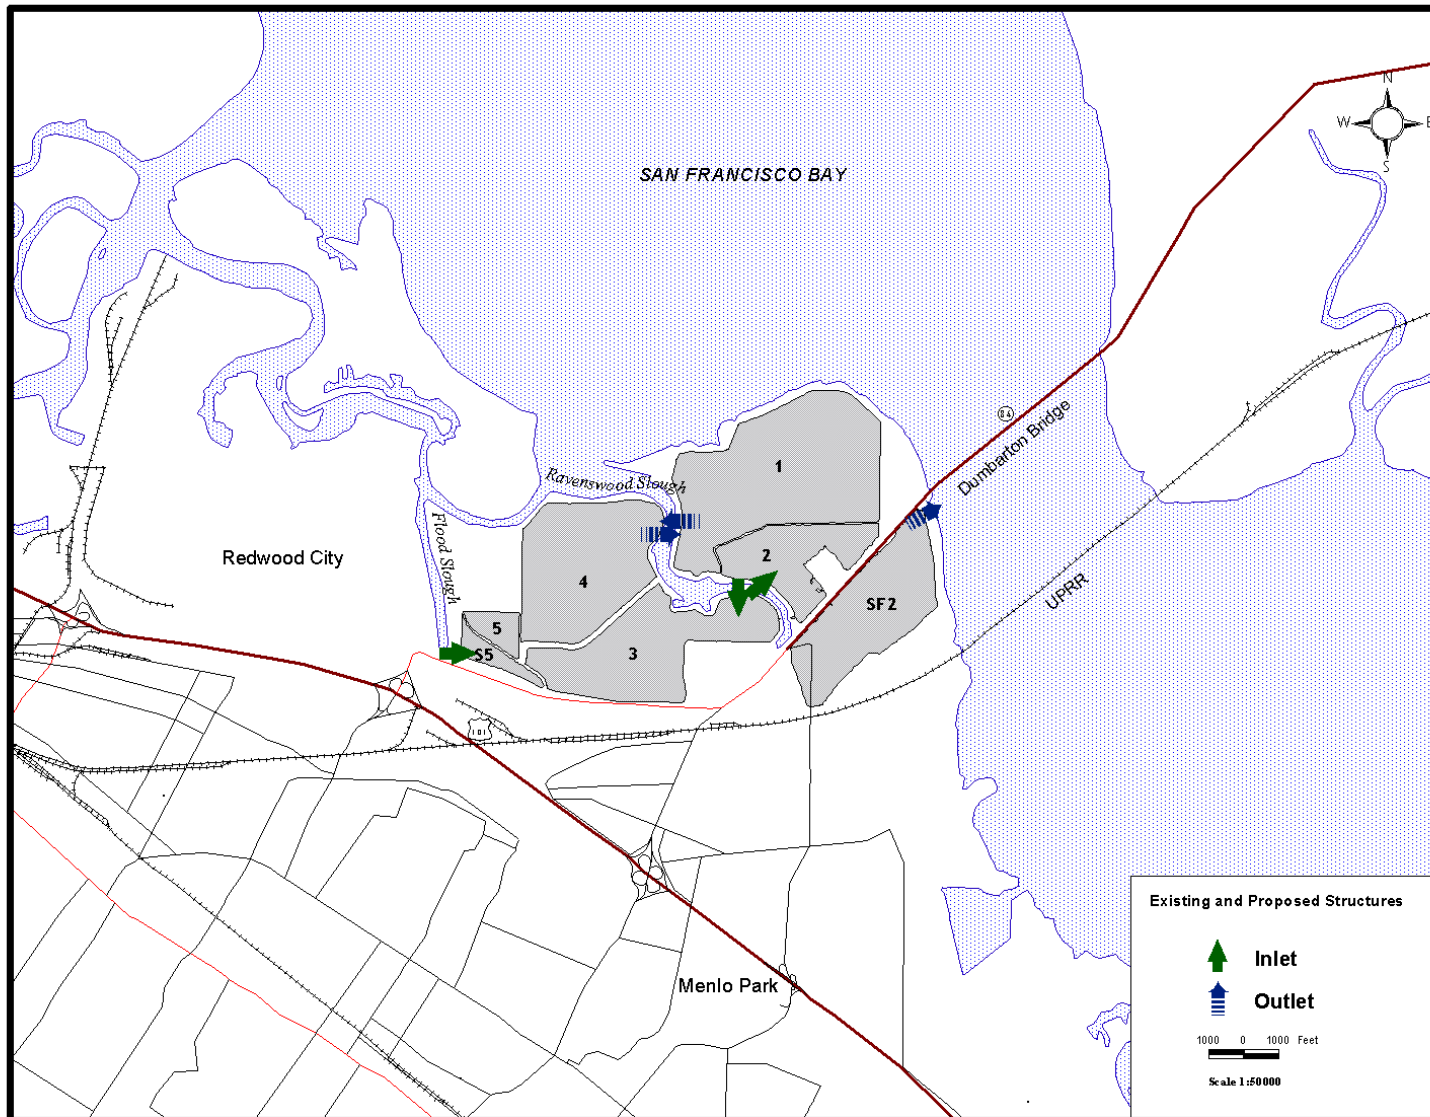 N
W E
S
SAN FRANCISCO BAY
84
Dumbarton Bridge
1
Ravenswood Slough
Flood Slough
Redwood City
2
4
SF2
UPRR
5
S5
3
101
Menlo Park
Existing and Proposed Structures
Inlet
Outlet
1000 0 1000 Feet
Scale 1:50000